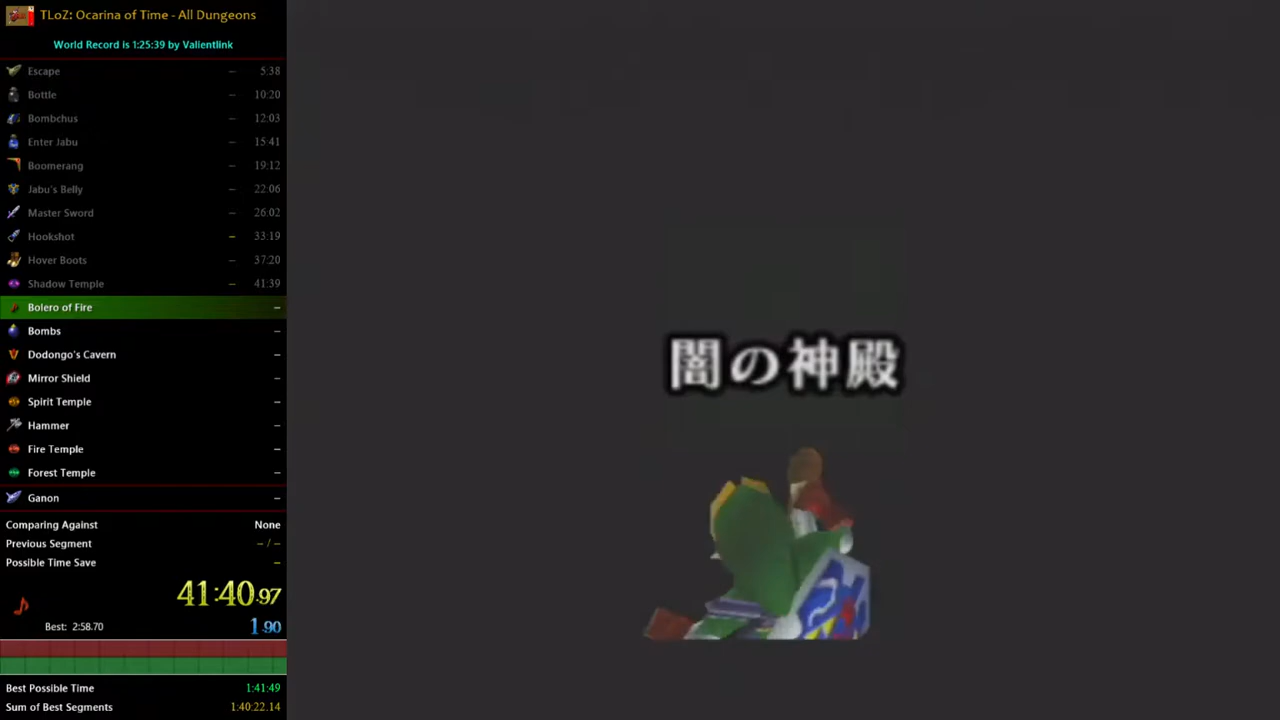 TLoZ: Ocarina of Time - All Dungeons
World Record is 1:25:39 by Valientlink
Escape – 5:38
Bottle – 10:20
Bombchus – 12:03
Enter Jabu – 15:41
Boomerang – 19:12
Jabu's Belly – 22:06
Master Sword – 26:02
Hookshot – 33:19
Hover Boots – 37:20
Shadow Temple – 41:39
Bolero of Fire –
Bombs –
Dodongo's Cavern –
Mirror Shield –
Spirit Temple –
Hammer –
Fire Temple –
Forest Temple –
Ganon –
Comparing Against None
Previous Segment – / –
Possible Time Save –
41:40.97
Best: 2:58.70 1.90
Best Possible Time 1:41:49
Sum of Best Segments 1:40:22.14
闇の神殿